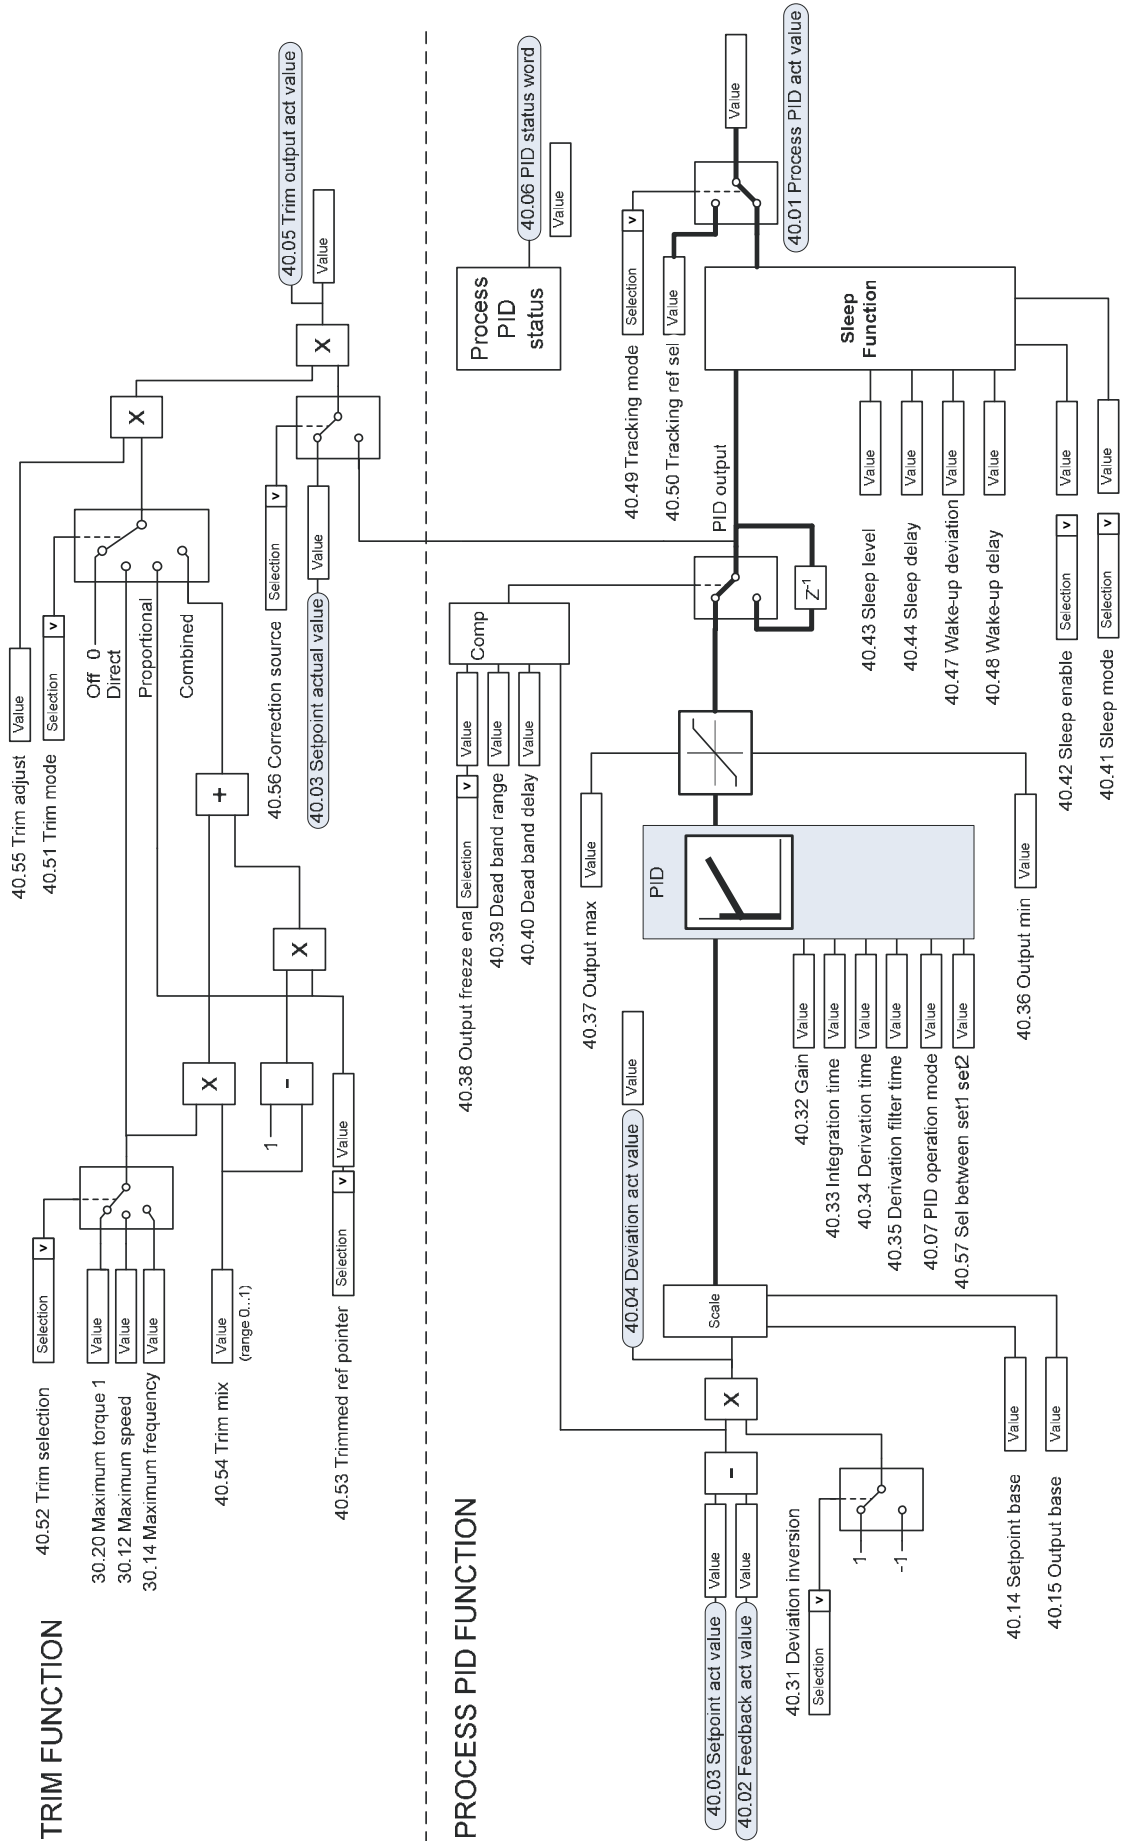 TRIM FUNCTION
40.55 Trim adjust
Value
40.51 Trim mode
Selection
v
40.52 Trim selection
Selection
v
Off 0
Direct
Proportional
Combined
30.20 Maximum torque 1
Value
30.12 Maximum speed
Value
30.14 Maximum frequency
Value
40.54 Trim mix
Value
(range 0...1)
1
-
X
X
+
X
X
40.53 Trimmed ref pointer
Selection
v
Value
40.56 Correction source
Selection
v
40.03 Setpoint actual value
Value
40.05 Trim output act value
Value
PROCESS PID FUNCTION
40.38 Output freeze ena
Selection
v
Value
40.39 Dead band range
Value
40.40 Dead band delay
Value
Comp
Process
PID
status
40.06 PID status word
Value
40.37 Output max
Value
40.04 Deviation act value
Value
40.49 Tracking mode
Selection
v
40.50 Tracking ref sel
Value
40.03 Setpoint act value
Value
40.02 Feedback act value
Value
-
X
Scale
PID
PID output
Z-1
Value
40.01 Process PID act value
Sleep
Function
40.31 Deviation inversion
Selection
v
1
-1
40.32 Gain
Value
40.33 Integration time
Value
40.34 Derivation time
Value
40.35 Derivation filter time
Value
40.07 PID operation mode
Value
40.57 Sel between set1 set2
Value
40.43 Sleep level
Value
40.44 Sleep delay
Value
40.47 Wake-up deviation
Value
40.48 Wake-up delay
Value
40.14 Setpoint base
Value
40.15 Output base
Value
40.36 Output min
Value
40.42 Sleep enable
Selection
v
Value
40.41 Sleep mode
Selection
v
Value